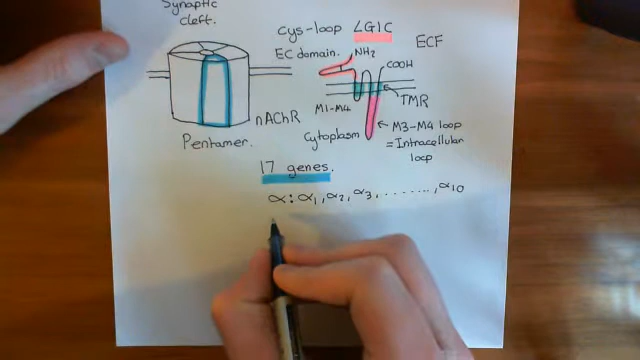 Synaptic
cleft.
cys-loop LGIC
EC domain.
NH2
ECF
COOH
M1-M4
TMR
nAChR
Cytoplasm
M3-M4 loop
= Intracellular
loop
Pentamer.
17 genes.
α: α1, α2, α3, ........, α10